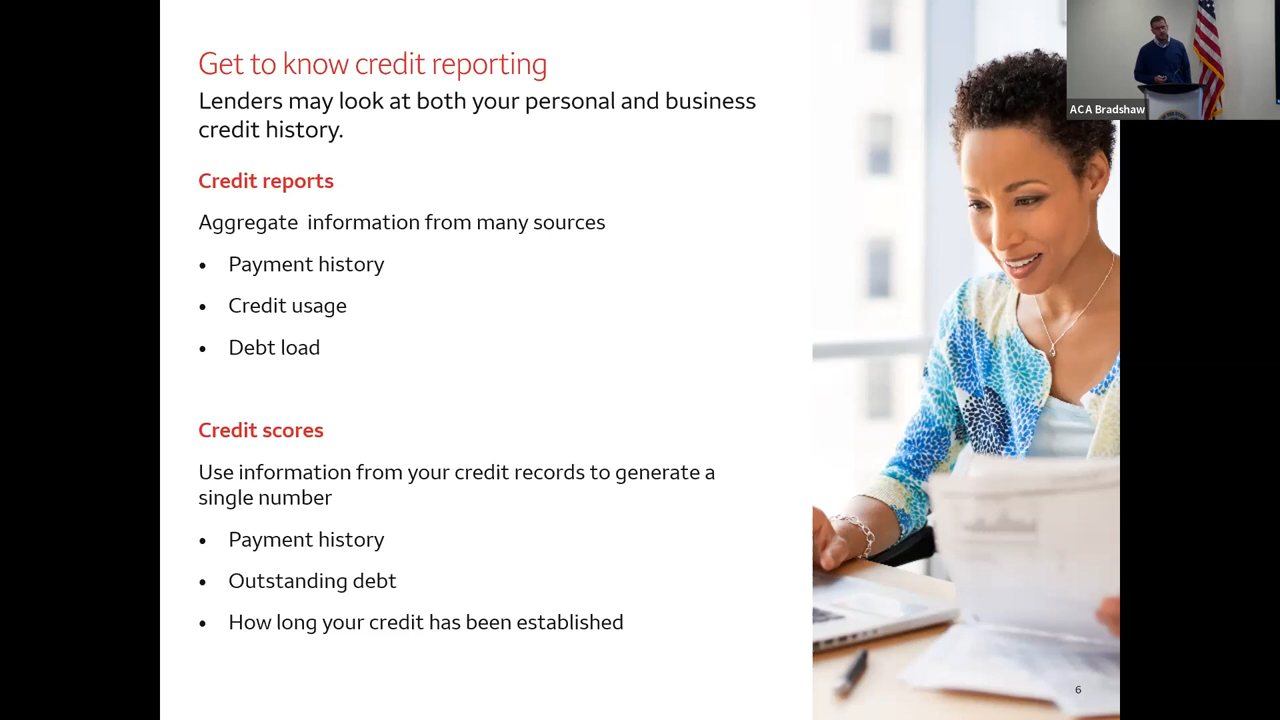 Get to know credit reporting
Lenders may look at both your personal and business
credit history.
Credit reports
Aggregate information from many sources
• Payment history
• Credit usage
• Debt load
Credit scores
Use information from your credit records to generate a
single number
• Payment history
• Outstanding debt
• How long your credit has been established
6
ACA Bradshaw